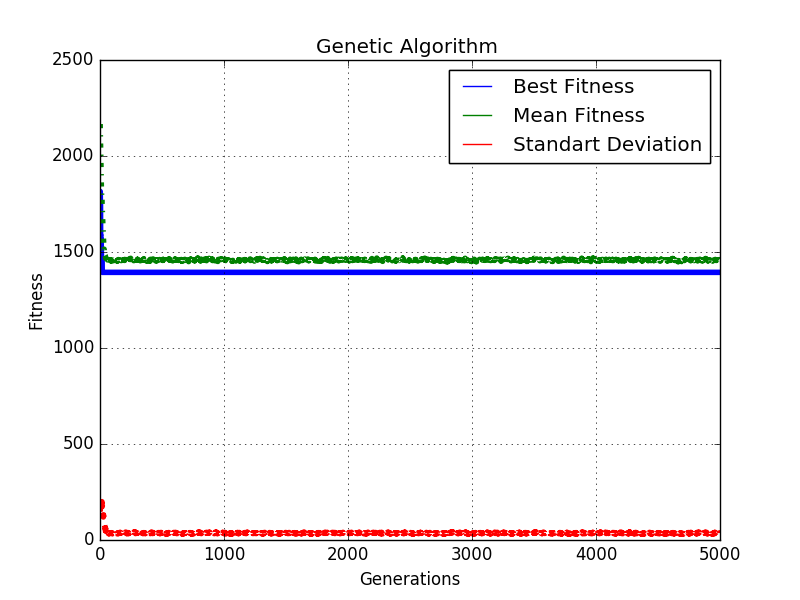 Genetic Algorithm
Best Fitness
Mean Fitness
Standart Deviation
2500
2000
1500
1000
500
0
Fitness
0 1000 2000 3000 4000 5000
Generations